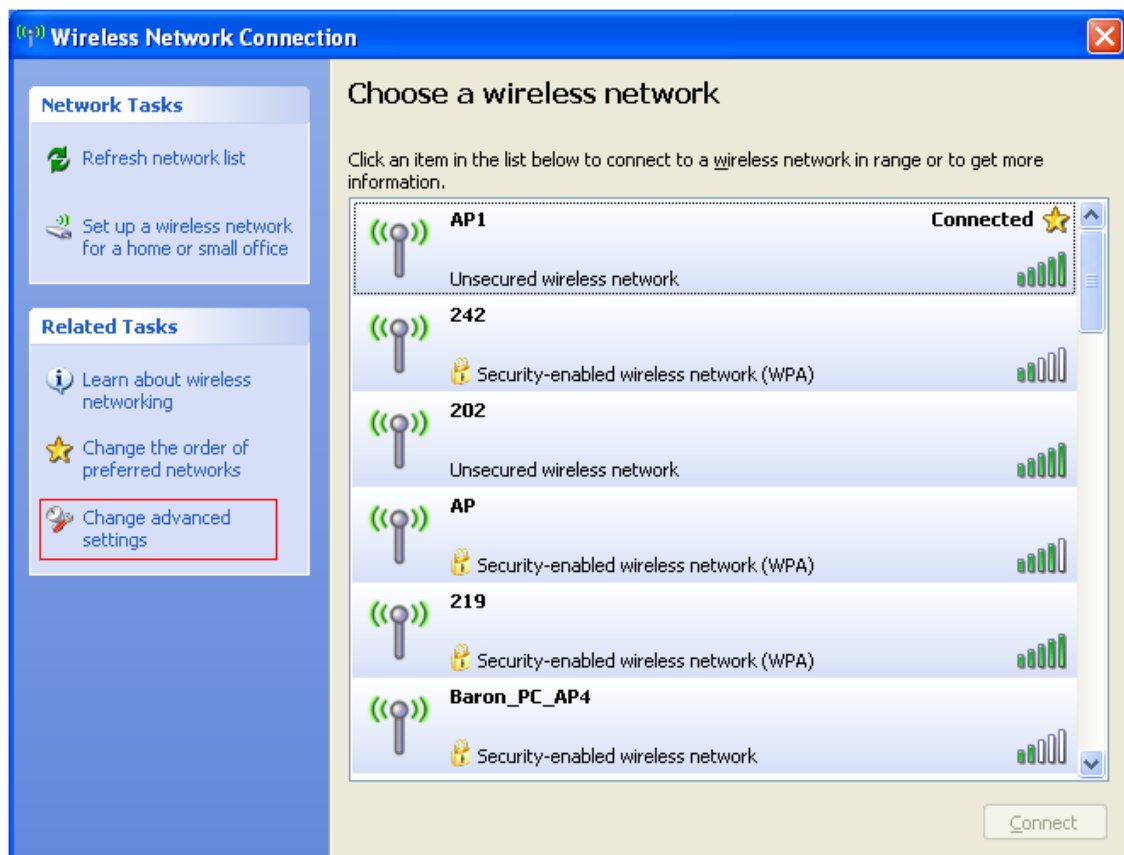 Wireless Network Connection
Network Tasks
Refresh network list
Set up a wireless network
for a home or small office
Related Tasks
Learn about wireless
networking
Change the order of
preferred networks
Change advanced
settings
Choose a wireless network
Click an item in the list below to connect to a wireless network in range or to get more
information.
AP1 Connected
Unsecured wireless network
242
Security-enabled wireless network (WPA)
202
Unsecured wireless network
AP
Security-enabled wireless network (WPA)
219
Security-enabled wireless network (WPA)
Baron_PC_AP4
Security-enabled wireless network
Connect